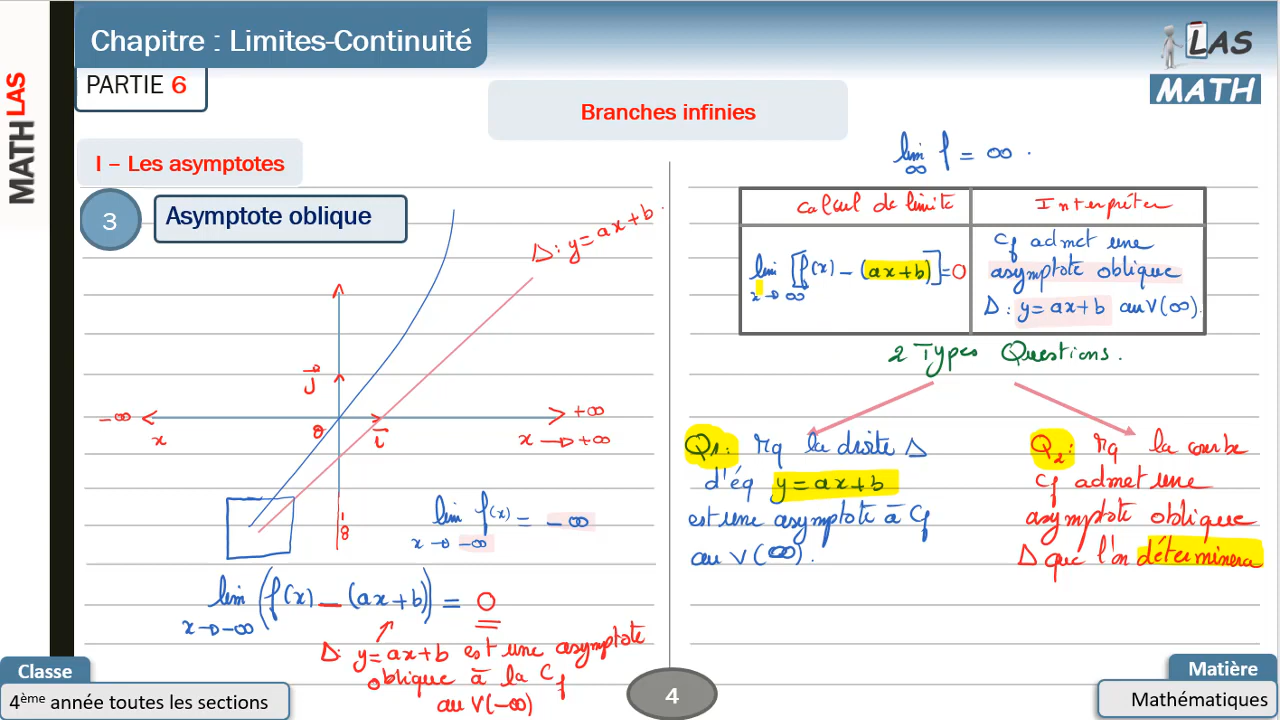 Chapitre : Limites-Continuité
LAS
MATH
MATH LAS
PARTIE 6
Branches infinies
I – Les asymptotes
3
Asymptote oblique
Δ: y = ax+b
+∞
-∞
x
x → +∞
O
i
j
-∞
lim f(x) = -∞
x→ -∞
lim (f(x) – (ax+b)) = 0
x→-∞
Δ: y = ax+b est une asymptote
oblique à la Cf
au V(-∞)
lim f = ∞
∞
Calcul de limite
Interpréter
lim [f(x) – (ax+b)] = 0
x→∞
Cf admet une
asymptote oblique
Δ: y = ax+b au V(∞).
2 Types Questions.
Q1: Mq la droite Δ
d'éq y = ax+b
est une asymptote à Cf
au V(∞).
Q2: Mq la courbe
Cf admet une
asymptote oblique
Δ que l'on déterminera
Classe
4ème année toutes les sections
4
Matière
Mathématiques